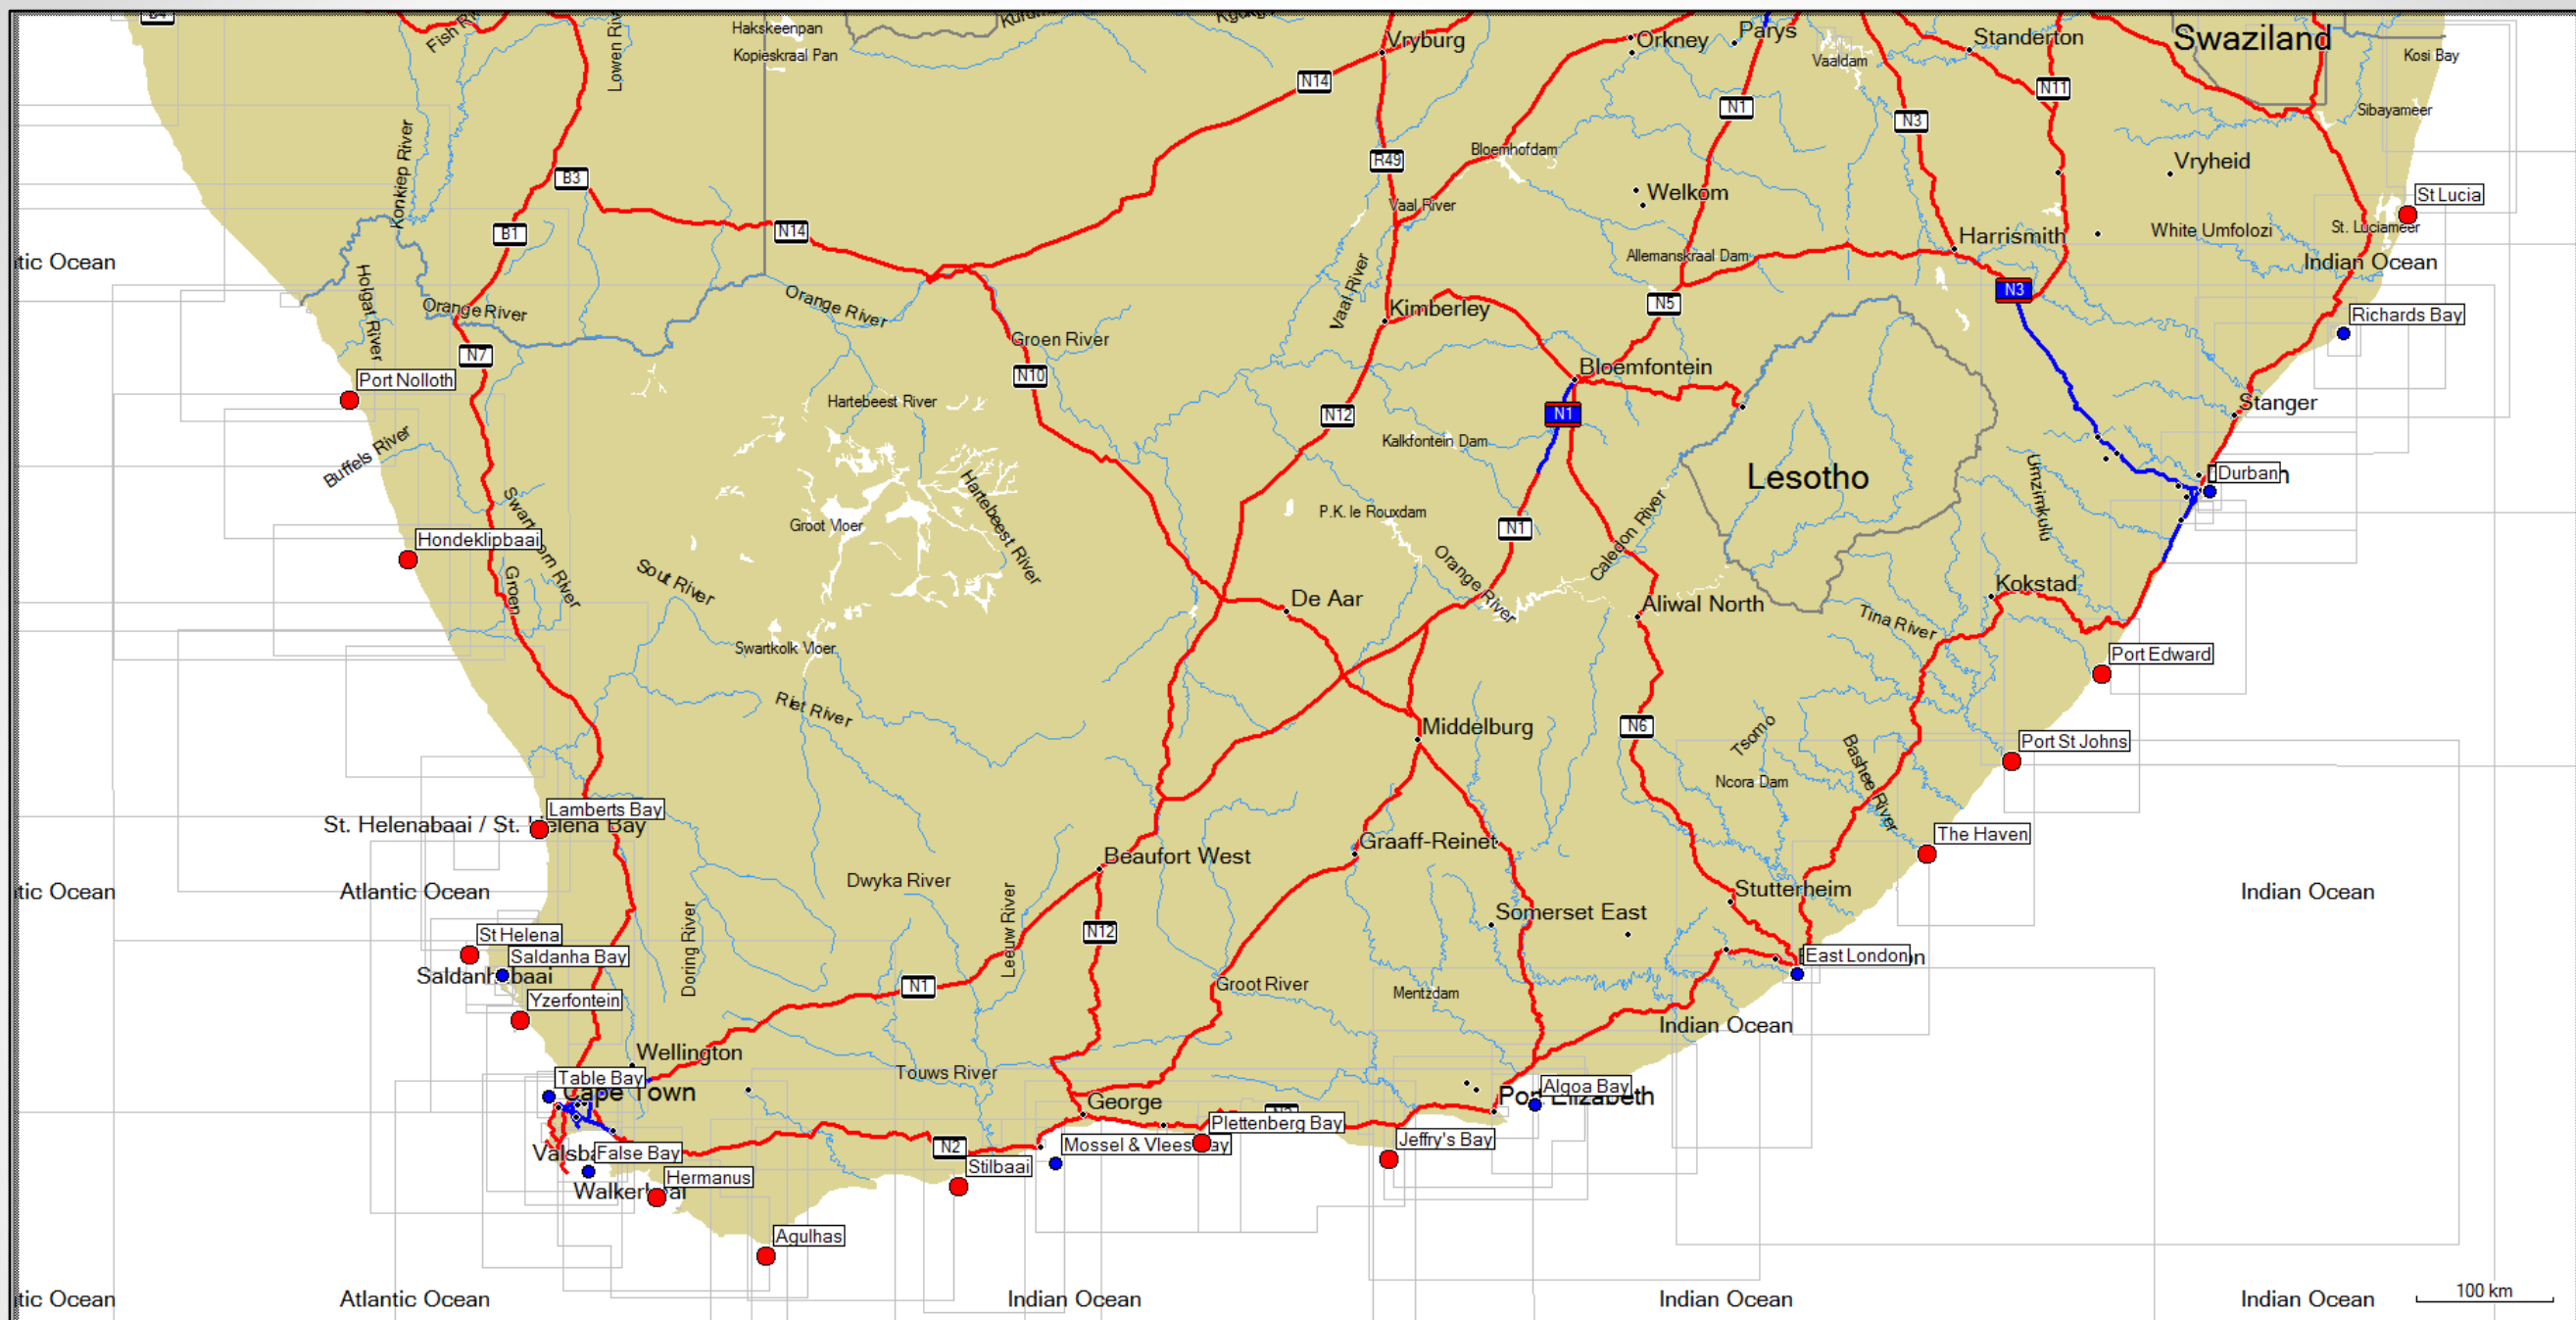 B4
Fish
Lowen
Hakskeenpan
Kopieskraal Pan
Vryburg
Orkney
Parys
Vaaldam
Standerton
Swaziland
Kosi Bay
N14
N1
N3
N11
Sibayameer
Konkiep River
B3
R49
Bloemhofdam
Vryheid
Welkom
St Lucia
Vaal River
B1
N14
White Umfolozi
St. Luciameer
Harrismith
Allemanskraal Dam
tic Ocean
Indian Ocean
Holgat River
Orange River
Orange River
Vaal River
Kimberley
N5
N3
Richards Bay
Groen River
N7
Bloemfontein
Port Nolloth
N10
Hartebeest River
N12
N1
Stanger
Buffels River
Kalkfontein Dam
Lesotho
Durban
Umzimkulu
Hartebeest River
Groot Vloer
P.K. le Rouxdam
N1
Caledon River
Hondeklipbaai
Groen
Sout River
Orange River
De Aar
Aliwal North
Kokstad
Tina River
Swartkolk Vloer
Port Edward
Riet River
Middelburg
N6
Tsomo
Bashee River
Port St Johns
Ncora Dam
Lamberts Bay
St. Helenabaai / St. Helena Bay
The Haven
Graaff-Reinet
Beaufort West
Dwyka River
tic Ocean
Atlantic Ocean
Stutterheim
Indian Ocean
Doring River
Leeuw River
N12
Somerset East
St Helena
Saldanha Bay
Saldanhabaai
East London
N1
Groot River
Mentzdam
Yzerfontein
Indian Ocean
Wellington
Touws River
Table Bay
Cape Town
Algoa Bay
Port Elizabeth
George
Plettenberg Bay
Jeffry's Bay
N2
Mossel & Vlees Bay
False Bay
Stilbaai
Hermanus
Agulhas
100 km
tic Ocean
Atlantic Ocean
Indian Ocean
Indian Ocean
Indian Ocean